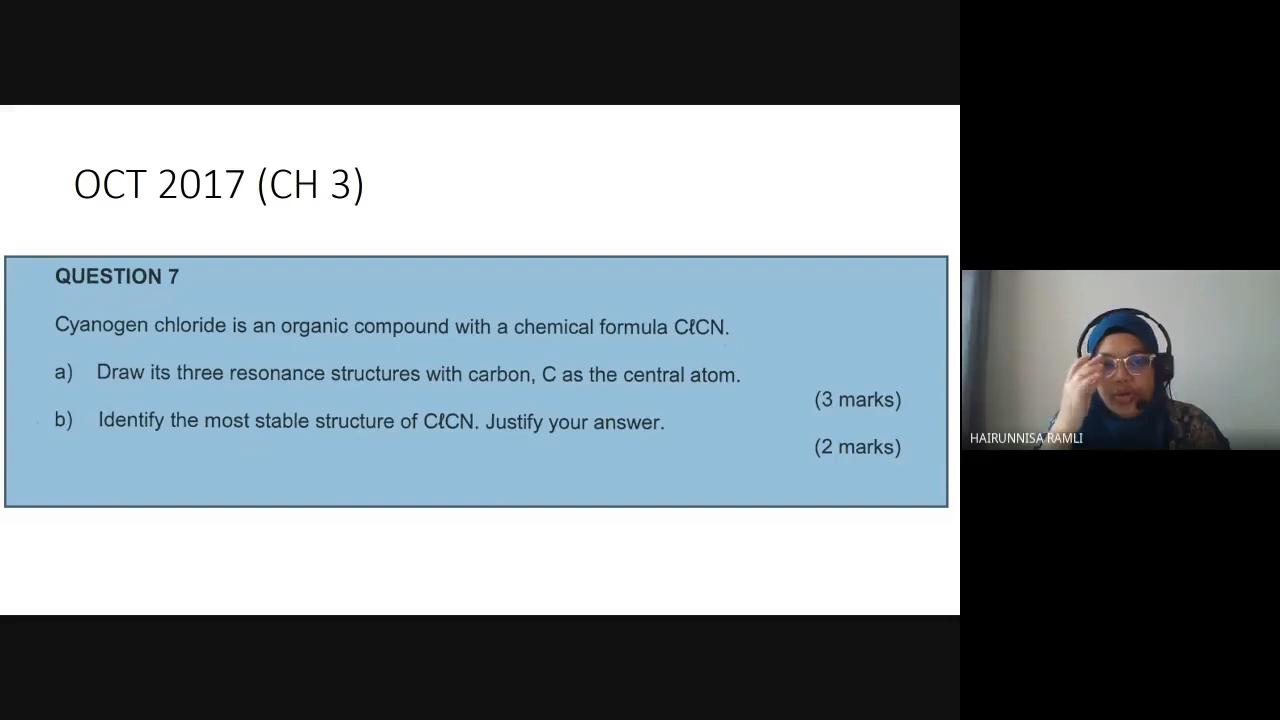 OCT 2017 (CH 3)
QUESTION 7
Cyanogen chloride is an organic compound with a chemical formula CℓCN.
a) Draw its three resonance structures with carbon, C as the central atom.
(3 marks)
b) Identify the most stable structure of CℓCN. Justify your answer.
(2 marks)
HAIRUNNISA RAMLI